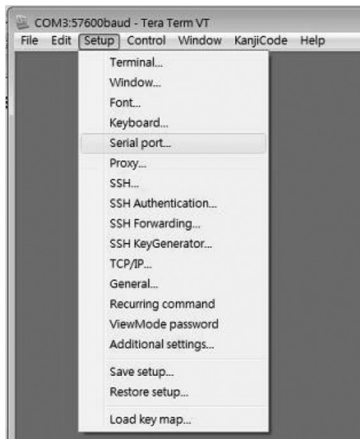 COM3:57600baud - Tera Term VT
File Edit Setup Control Window KanjiCode Help
Terminal...
Window...
Font...
Keyboard...
Serial port...
Proxy...
SSH...
SSH Authentication...
SSH Forwarding...
SSH KeyGenerator...
TCP/IP...
General...
Recurring command
ViewMode password
Additional settings...
Save setup...
Restore setup...
Load key map...